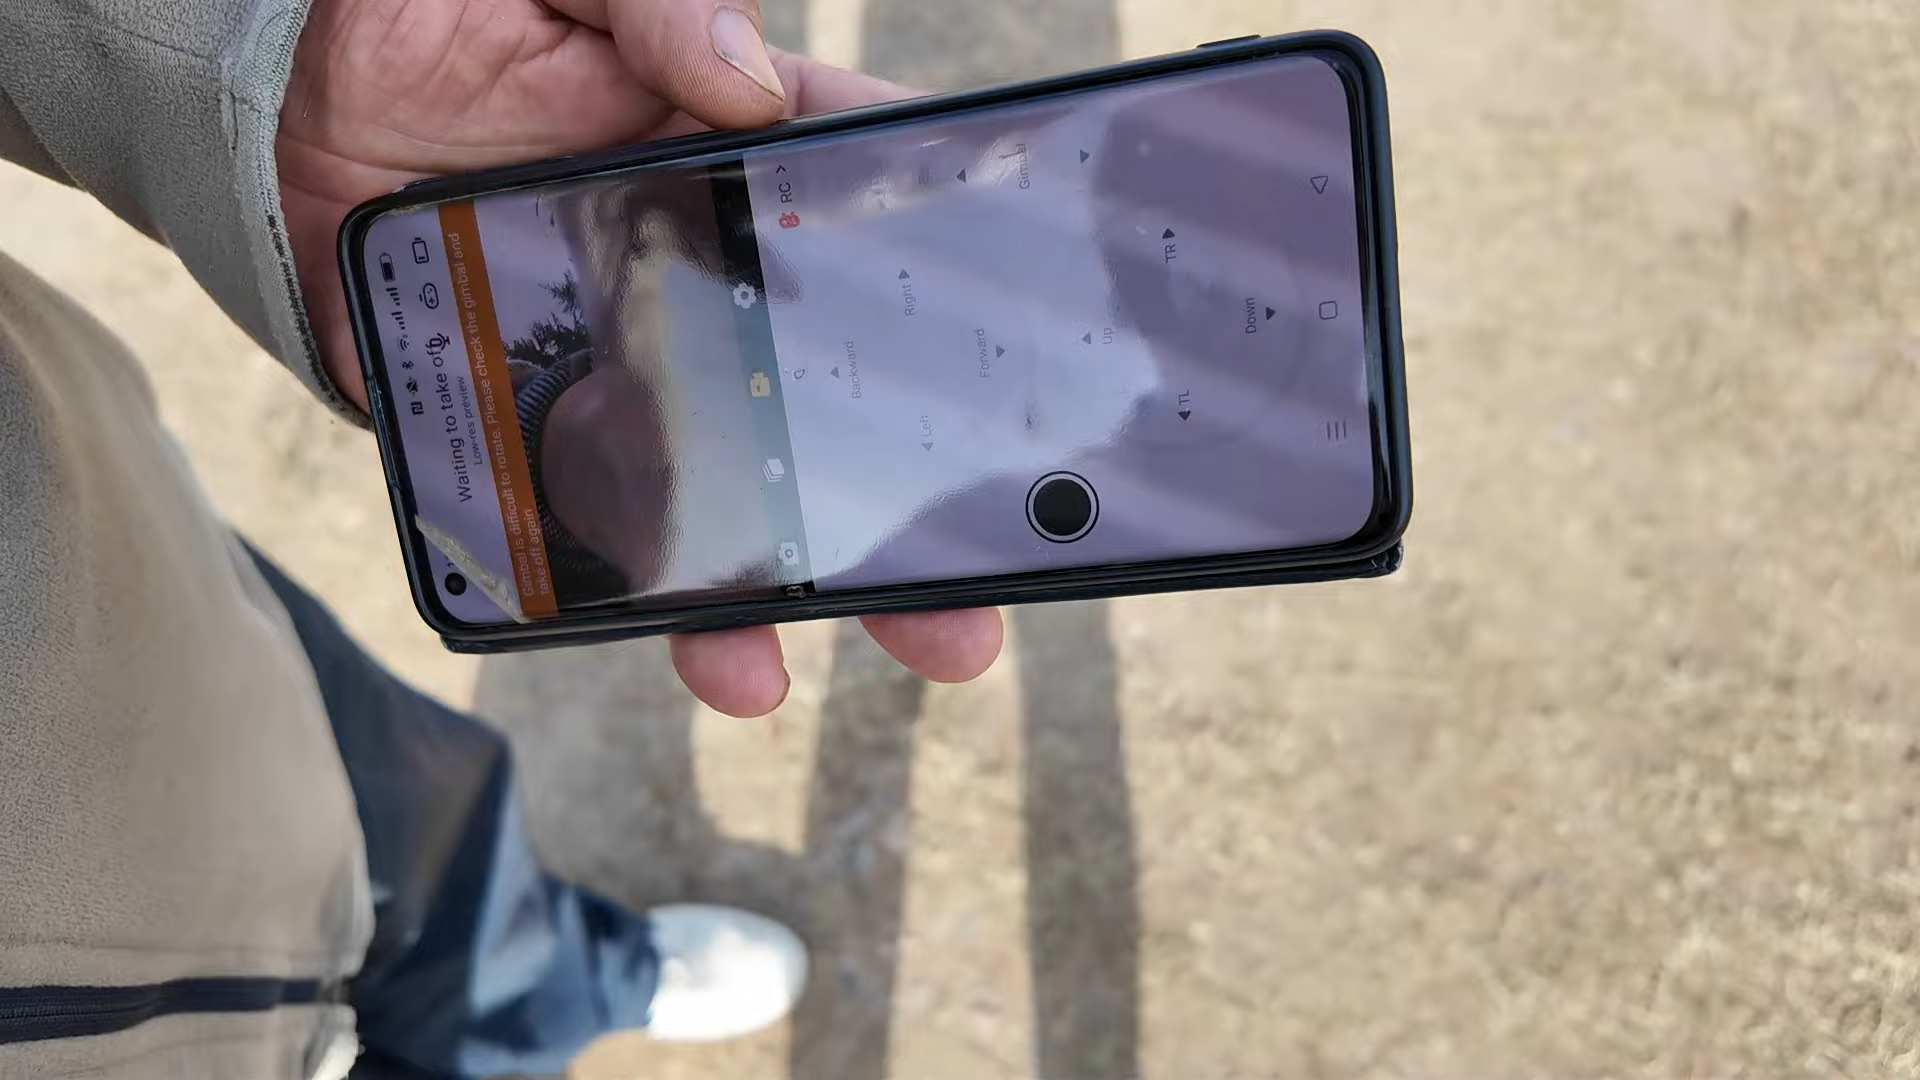 Waiting to take off
Low-res preview
Gimbal is difficult to rotate. Please check the gimbal and
take off again
RC >
Gimbal
Right
Backward
Left
Forward
TR
Up
TL
Down